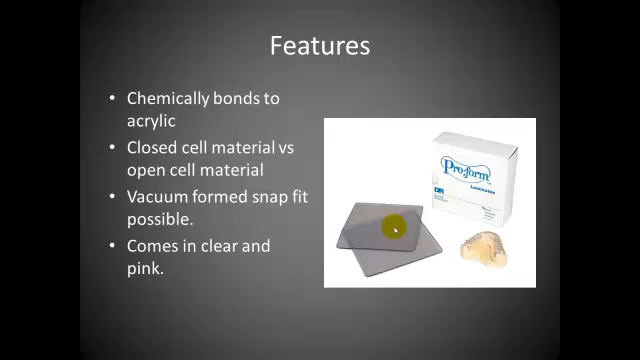 Features
• Chemically bonds to
acrylic
• Closed cell material vs
open cell material
• Vacuum formed snap fit
possible.
• Comes in clear and
pink.
Pro-form
Laminates